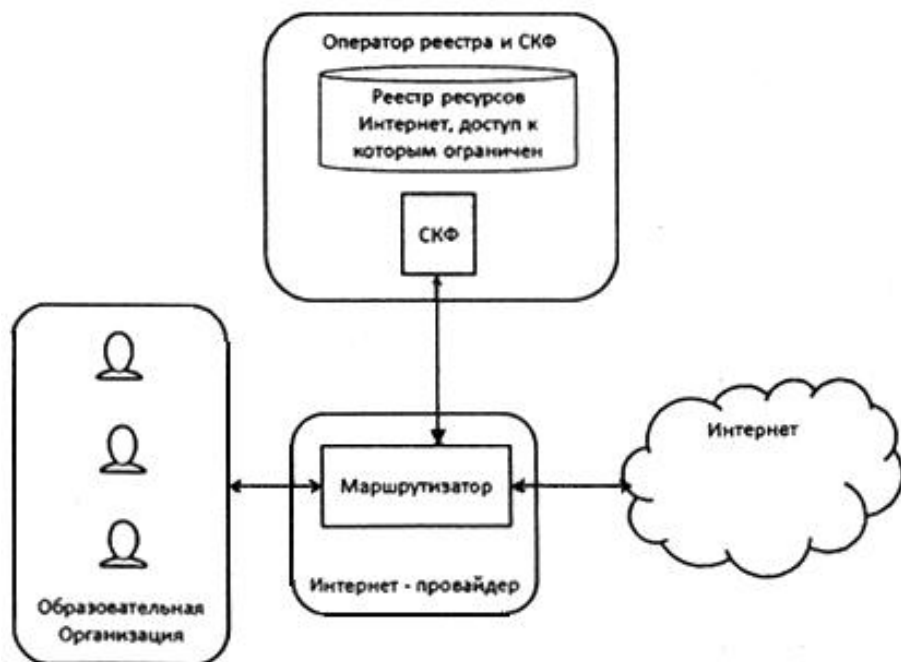 Оператор реестра и СКФ
Реестр ресурсов
Интернет, доступ к
которым ограничен
СКФ
Интернет
Маршрутизатор
Интернет - провайдер
Образовательная
Организация